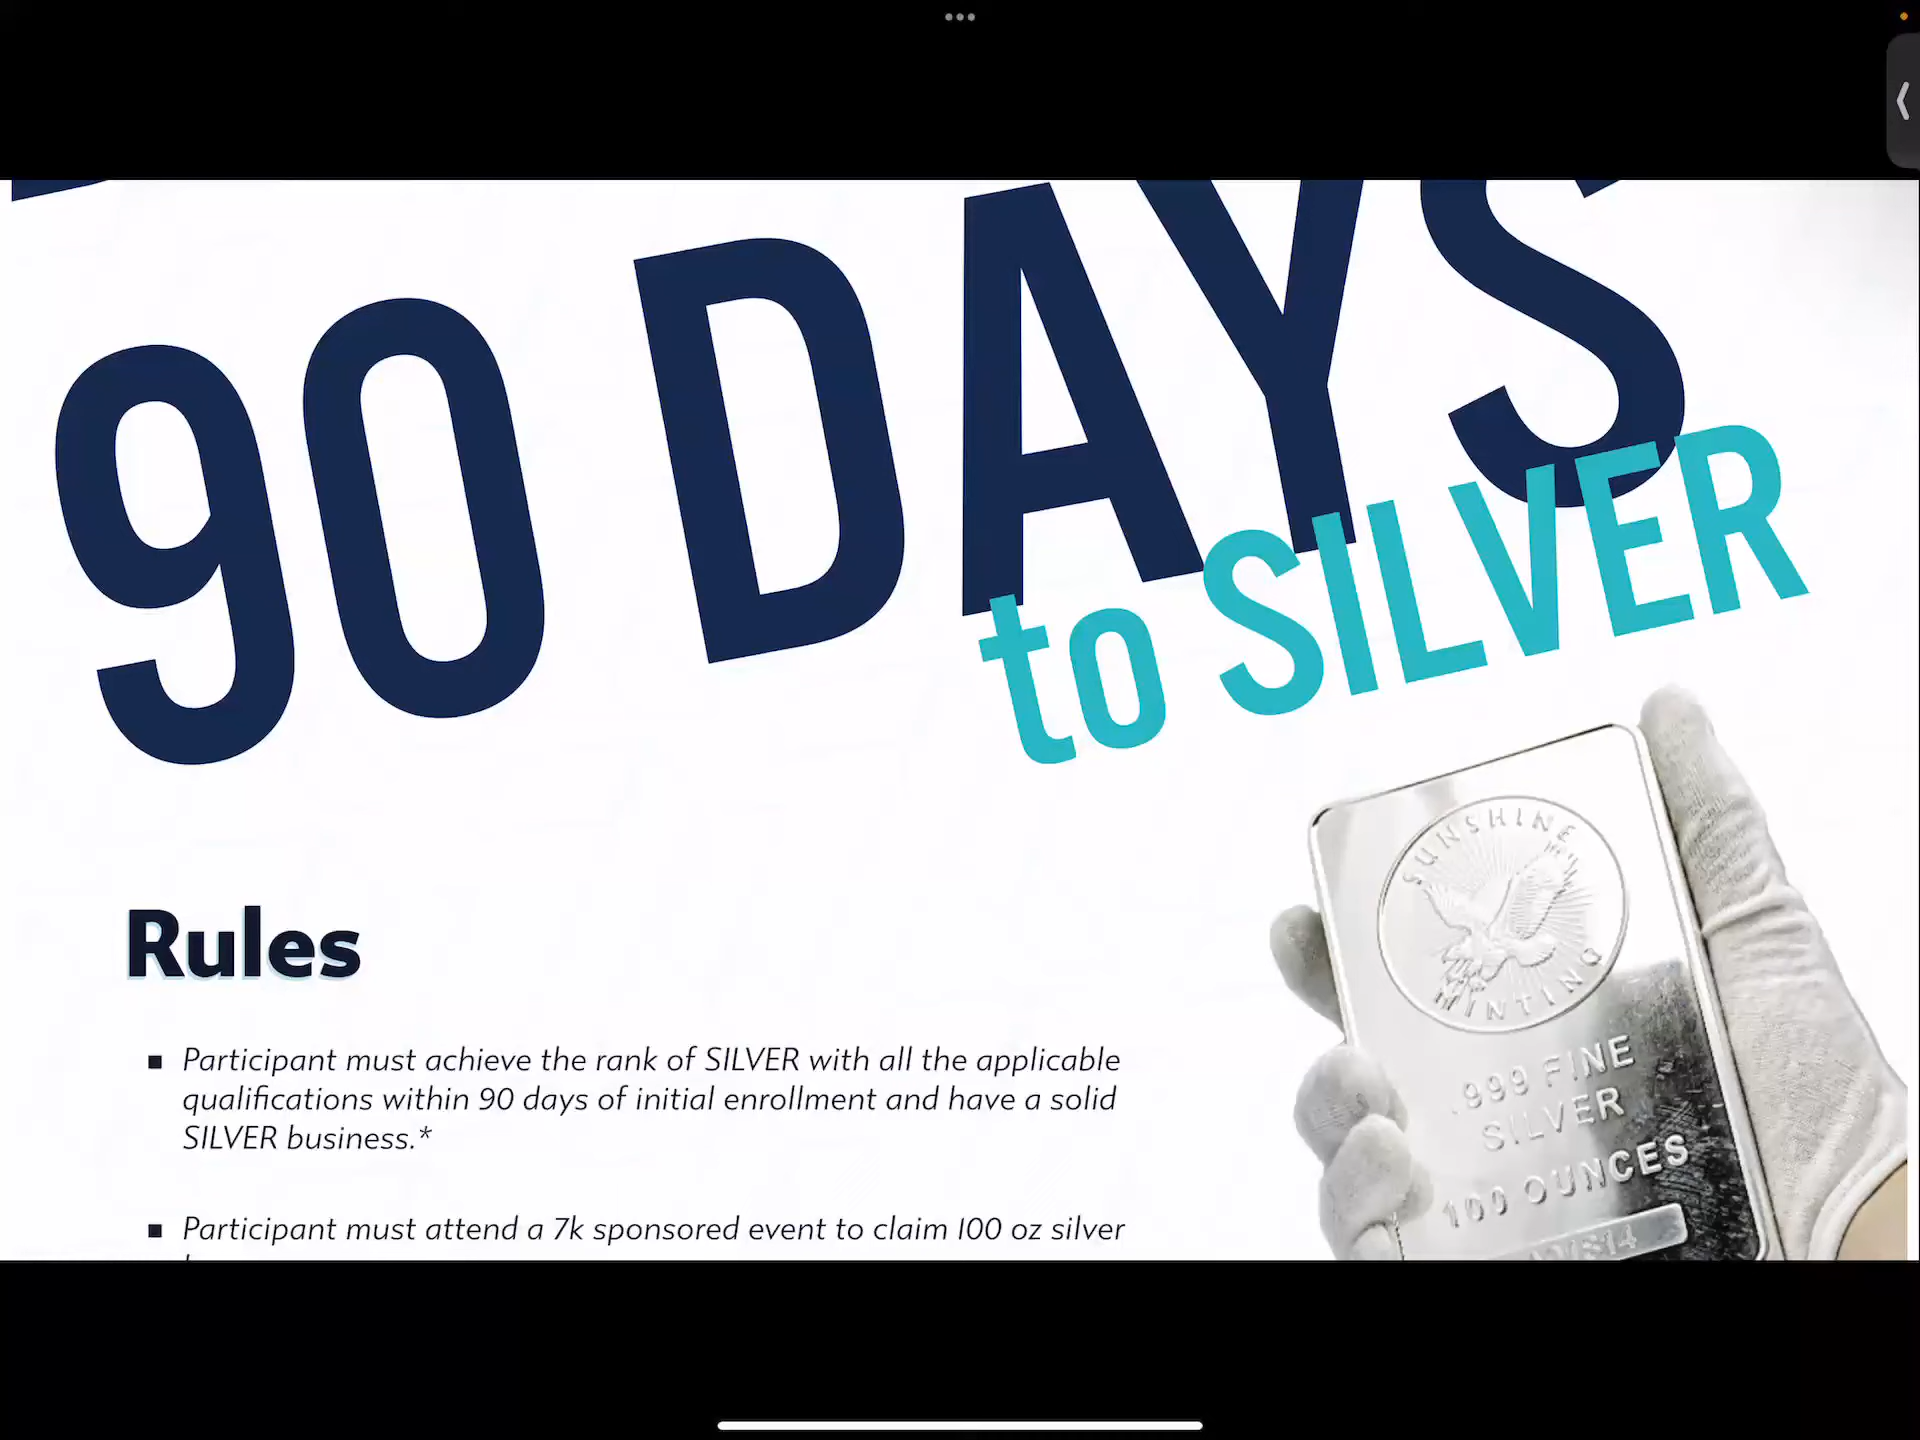 90 DAYS
to SILVER
SUNSHINE
MINTING
.999 FINE
SILVER
100 OUNCES
Rules
▪ Participant must achieve the rank of SILVER with all the applicable
qualifications within 90 days of initial enrollment and have a solid
SILVER business.*
▪ Participant must attend a 7k sponsored event to claim 100 oz silver